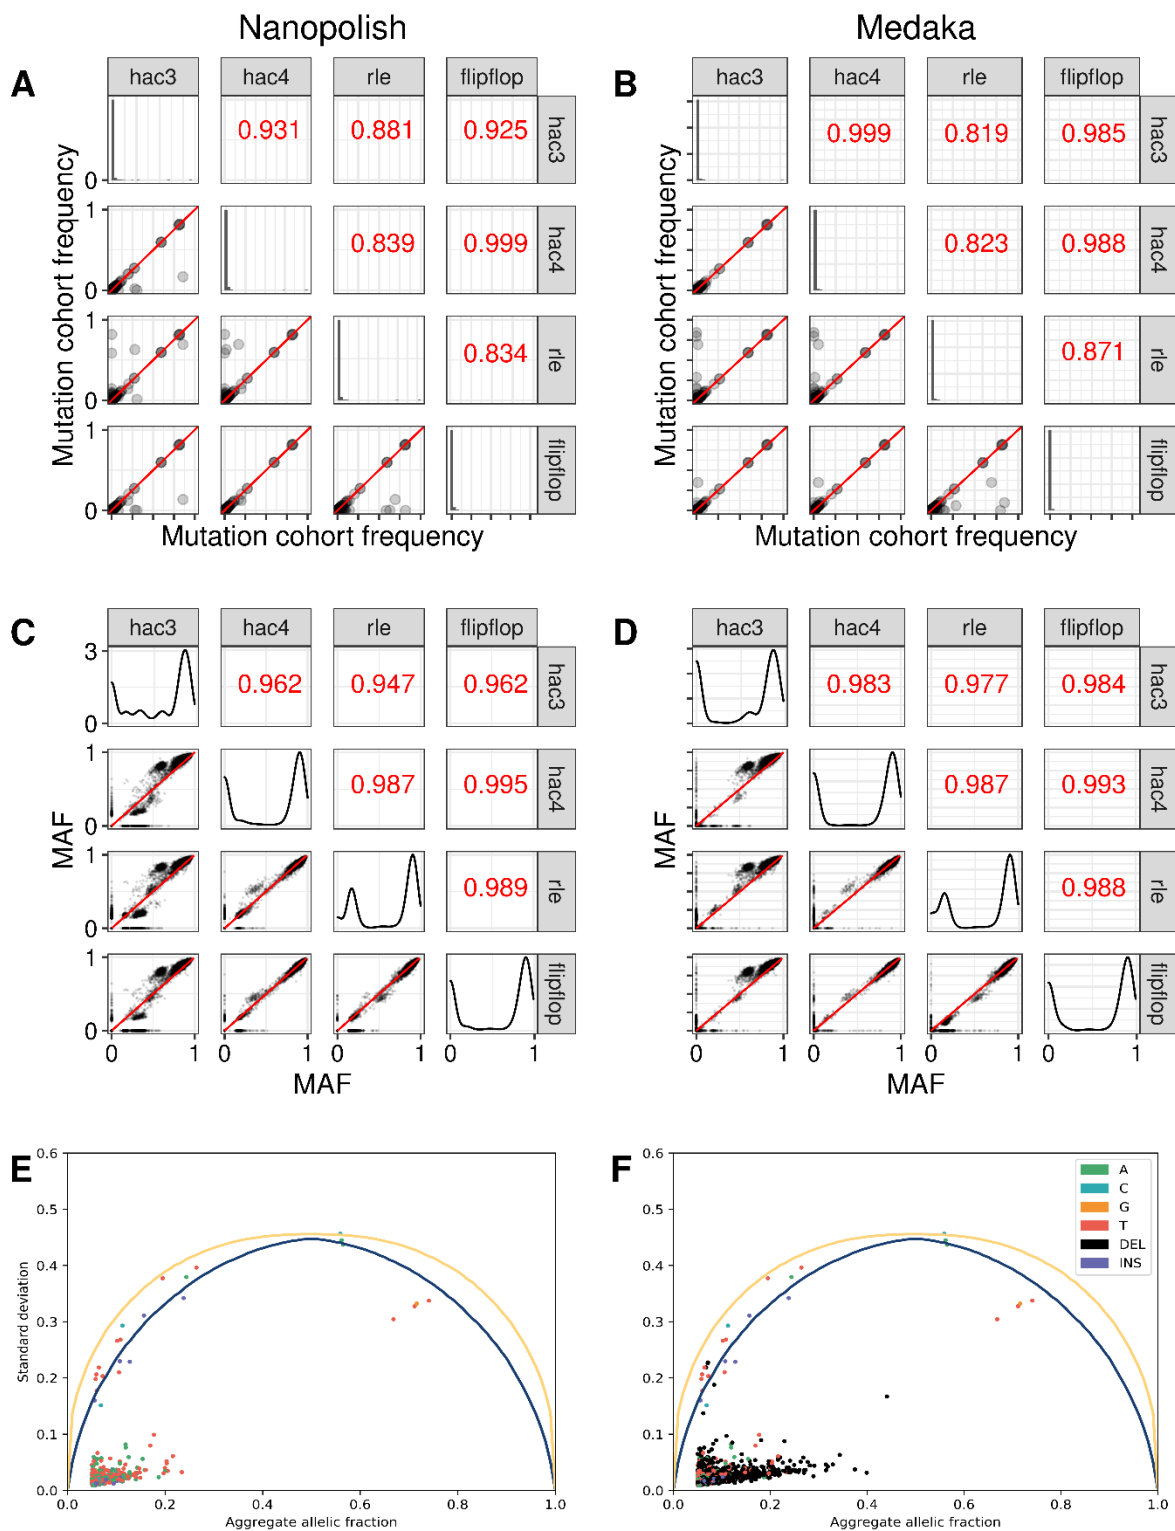 Nanopolish
Medaka
A
hac3 hac4 rle flipflop
0.931 0.881 0.925 hac3
0.839 0.999 hac4
0.834 rle
flipflop
0
1
0
1
0
1
0
Mutation cohort frequency
Mutation cohort frequency
Mutation cohort frequency
B
hac3 hac4 rle flipflop
0.999 0.819 0.985 hac3
0.823 0.988 hac4
0.871 rle
flipflop
Mutation cohort frequency
Mutation cohort frequency
C
hac3 hac4 rle flipflop
0.962 0.947 0.962 hac3
0.987 0.995 hac4
0.989 rle
flipflop
3
0
1
0
1
0
1
0
MAF
0 1 0 1 0 1 0 1
MAF
D
hac3 hac4 rle flipflop
0.983 0.977 0.984 hac3
0.987 0.993 hac4
0.988 rle
flipflop
MAF
0 1 0 1 0 1 0 1
MAF
E
0.6
0.5
0.4
0.3
0.2
0.1
0.0
Standard deviation
0.0 0.2 0.4 0.6 0.8 1.0
Aggregate allelic fraction
F
0.6
0.5
0.4
0.3
0.2
0.1
0.0
A
C
G
T
DEL
INS
0.0 0.2 0.4 0.6 0.8 1.0
Aggregate allelic fraction